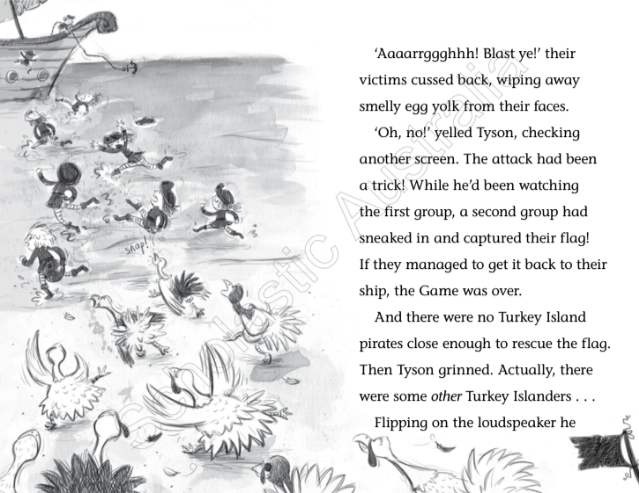 snap!
‘Aaaarrggghhh! Blast ye!’ their
victims cussed back, wiping away
smelly egg yolk from their faces.
‘Oh, no!’ yelled Tyson, checking
another screen. The attack had been
a trick! While he’d been watching
the first group, a second group had
sneaked in and captured their flag!
If they managed to get it back to their
ship, the Game was over.
And there were no Turkey Island
pirates close enough to rescue the flag.
Then Tyson grinned. Actually, there
were some other Turkey Islanders . . .
Flipping on the loudspeaker he
Scholastic Australia